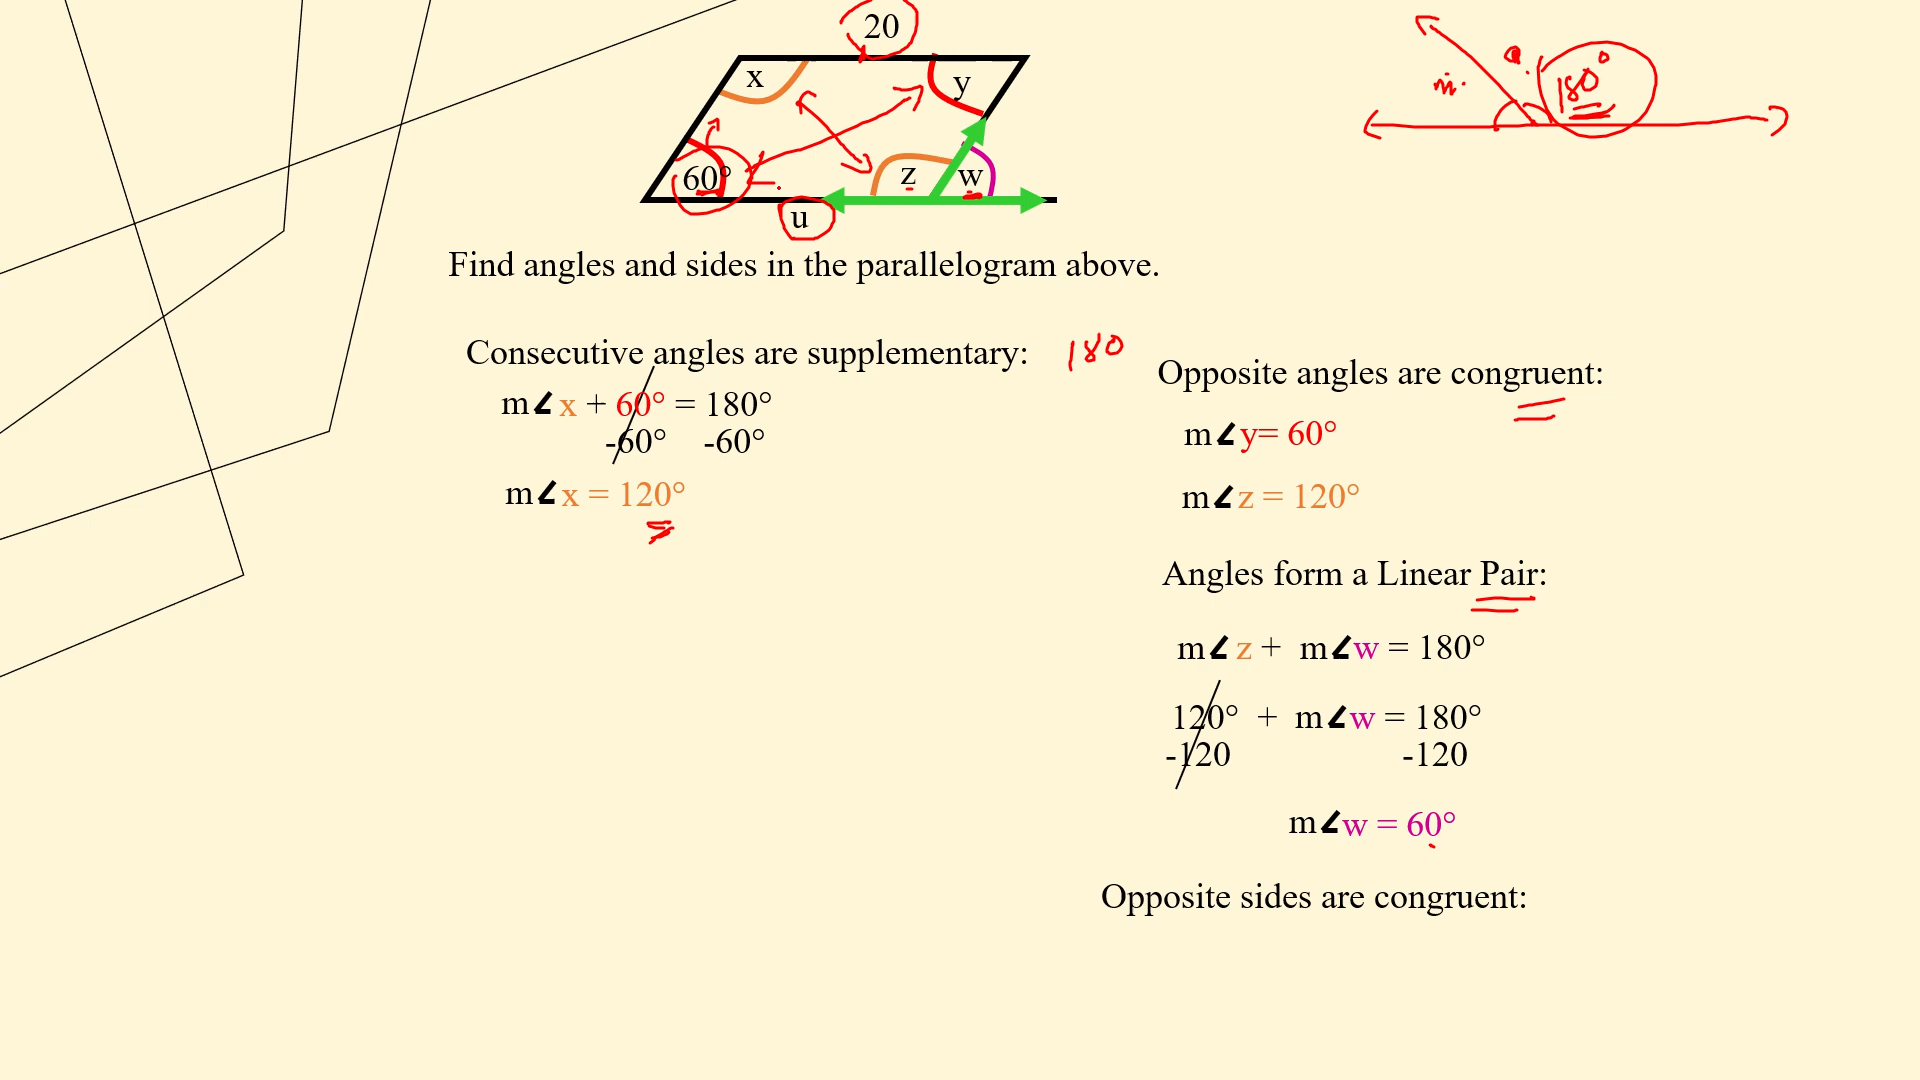 20
x
y
60°
z
w
u
180°
Find angles and sides in the parallelogram above.
Consecutive angles are supplementary: 180
m∠x + 60° = 180°
-60° -60°
m∠x = 120°
Opposite angles are congruent:
m∠y= 60°
m∠z = 120°
Angles form a Linear Pair:
m∠z + m∠w = 180°
120° + m∠w = 180°
-120 -120
m∠w = 60°
Opposite sides are congruent: